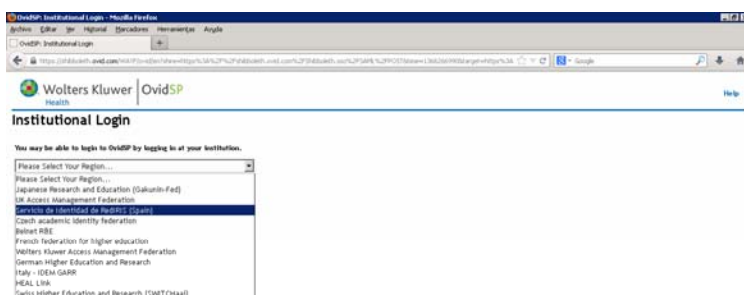 OvidSP: Institutional Login - Mozilla Firefox
Archivo Editar Ver Historial Marcadores Herramientas Ayuda
OvidSP: Institutional Login +
Google
Wolters Kluwer OvidSP
Health
Help
Institutional Login
You may be able to login to OvidSP by logging in at your institution.
Please Select Your Region...
Please Select Your Region...
Japanese Research and Education (Gakunin-Fed)
UK Access Management Federation
Servicio de Identidad de RedIRIS (Spain)
Czech academic identity federation
Belnet R&E
French federation for higher education
Wolters Kluwer Access Management Federation
German Higher Education and Research
Italy - IDEM GARR
HEAL Link
Swiss Higher Education and Research (SWITCHaai)